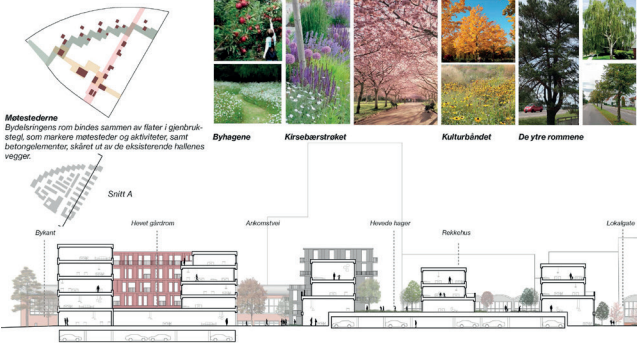 Møtestederne
Bydelsringens rom bindes sammen av flater i gjenbruk-
stegl, som markere møtesteder og aktiviteter, samt
betongelementer, skåret ut av de eksisterende hallenes
vegger.
Byhagene
Kirsebærstrøket
Kulturbåndet
De ytre rommene
Snitt A
Bykant
Hevet gårdrom
Ankomstvei
Hevede hager
Rekkehus
Lokalgate